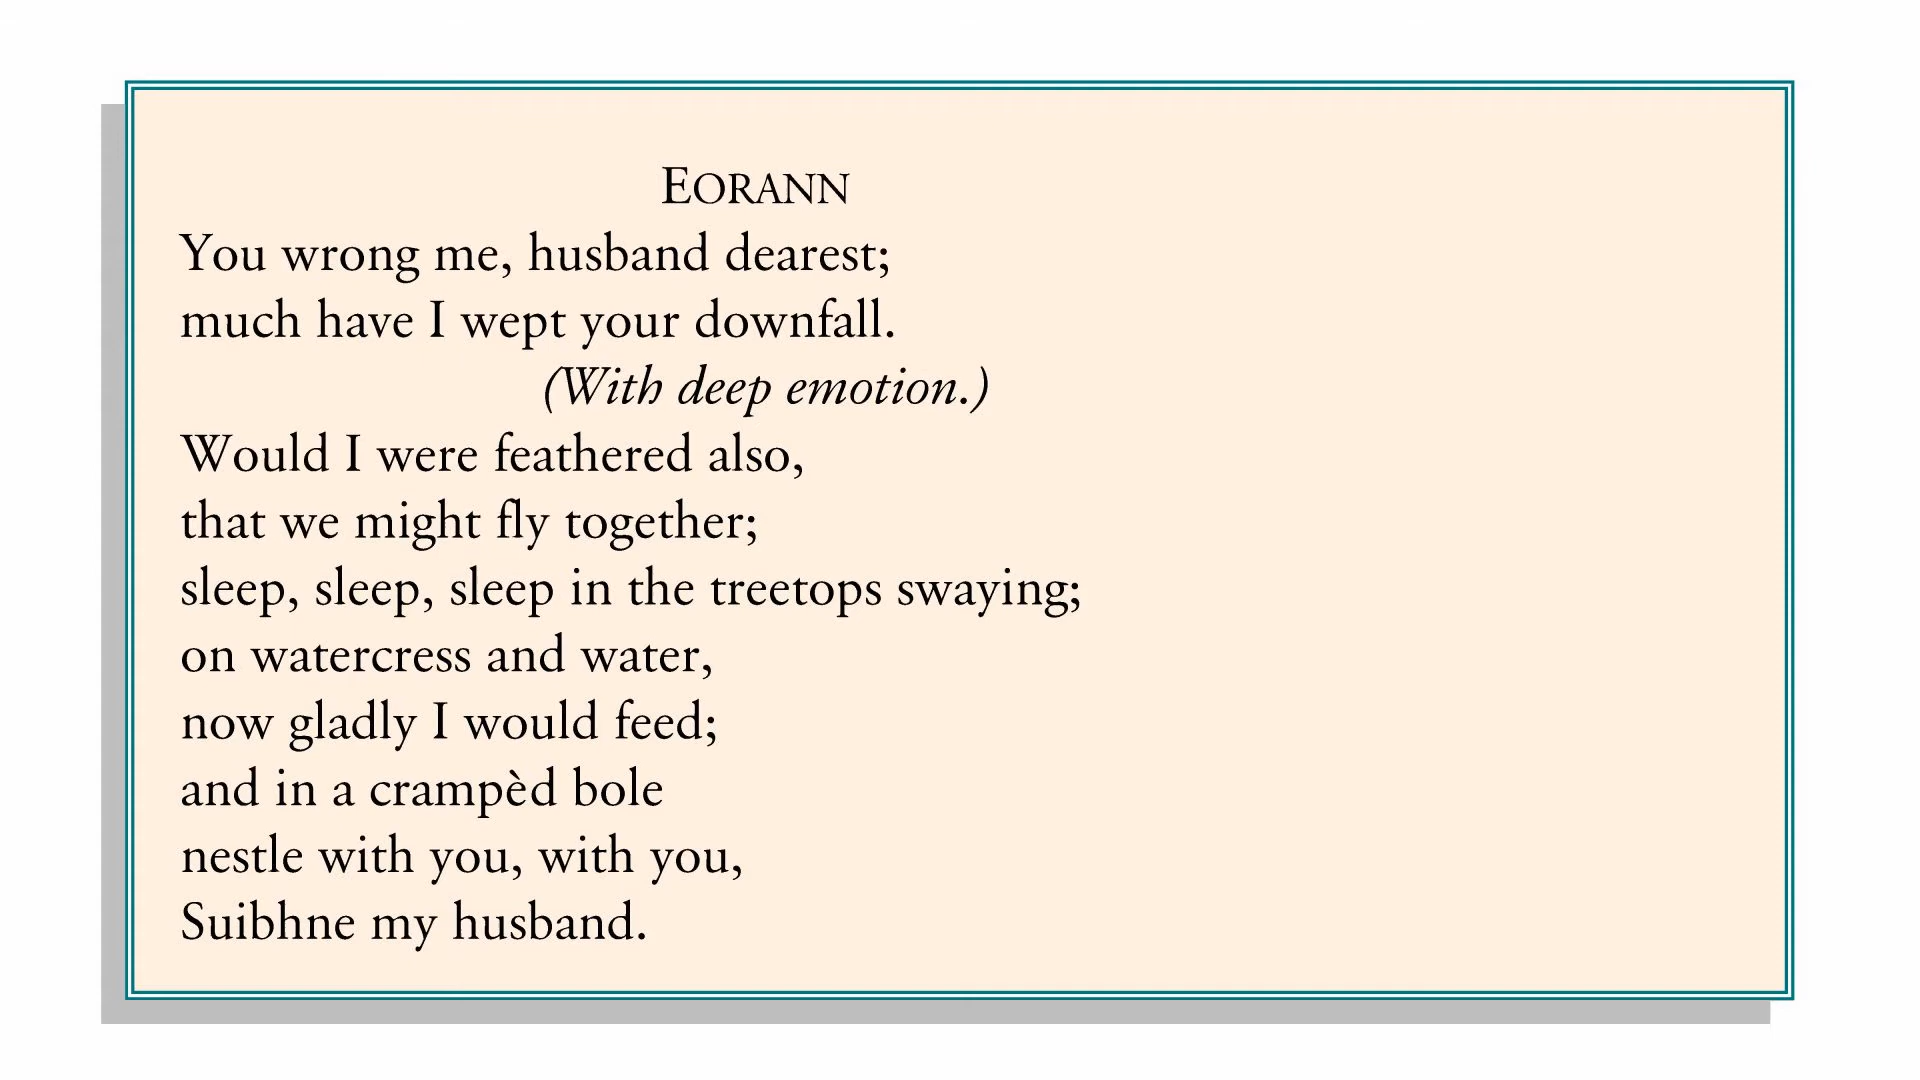 EORANN
You wrong me, husband dearest;
much have I wept your downfall.
(With deep emotion.)
Would I were feathered also,
that we might fly together;
sleep, sleep, sleep in the treetops swaying;
on watercress and water,
now gladly I would feed;
and in a crampèd bole
nestle with you, with you,
Suibhne my husband.